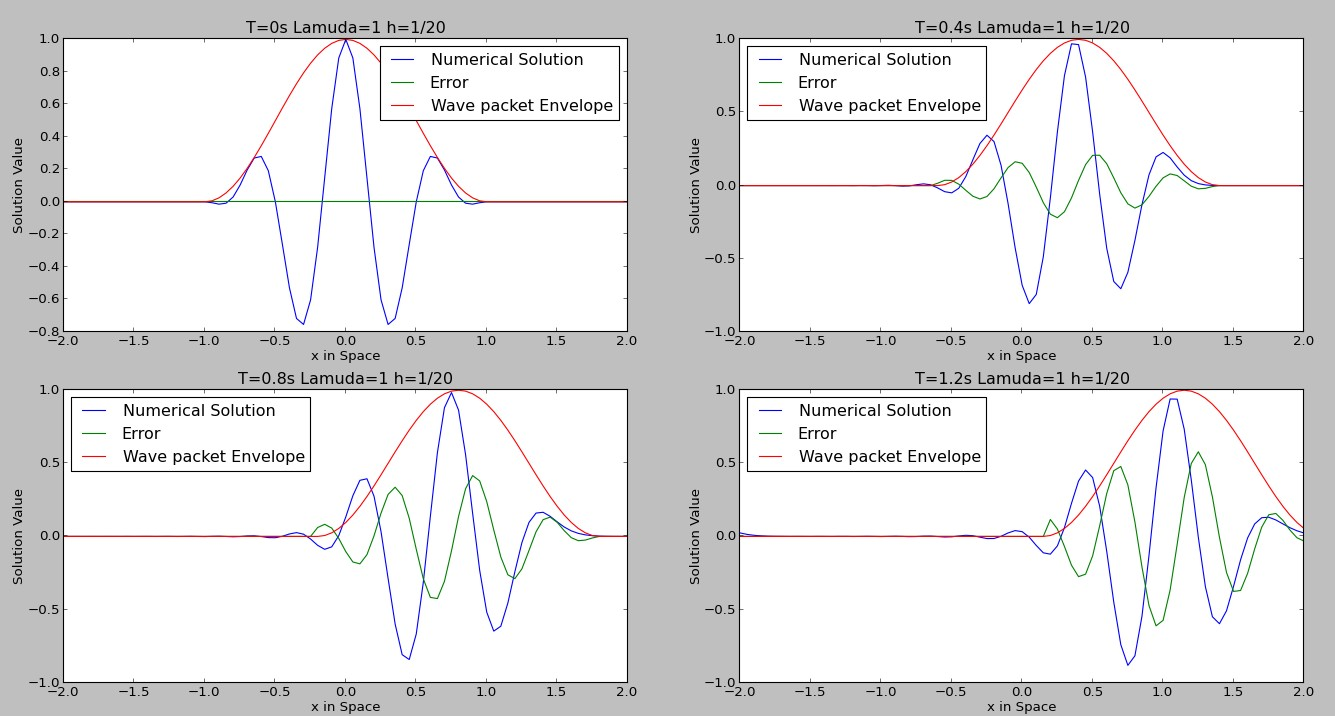 T=0s Lamuda=1 h=1/20
1.0
0.8
0.6
0.4
0.2
0.0
−0.2
−0.4
−0.6
−0.8
Solution Value
Numerical Solution
Error
Wave packet Envelope
−2.0 −1.5 −1.0 −0.5 0.0 0.5 1.0 1.5 2.0
x in Space
T=0.4s Lamuda=1 h=1/20
1.0
0.5
0.0
−0.5
−1.0
Solution Value
Numerical Solution
Error
Wave packet Envelope
−2.0 −1.5 −1.0 −0.5 0.0 0.5 1.0 1.5 2.0
x in Space
T=0.8s Lamuda=1 h=1/20
1.0
0.5
0.0
−0.5
−1.0
Solution Value
Numerical Solution
Error
Wave packet Envelope
−2.0 −1.5 −1.0 −0.5 0.0 0.5 1.0 1.5 2.0
x in Space
T=1.2s Lamuda=1 h=1/20
1.0
0.5
0.0
−0.5
−1.0
Solution Value
Numerical Solution
Error
Wave packet Envelope
−2.0 −1.5 −1.0 −0.5 0.0 0.5 1.0 1.5 2.0
x in Space